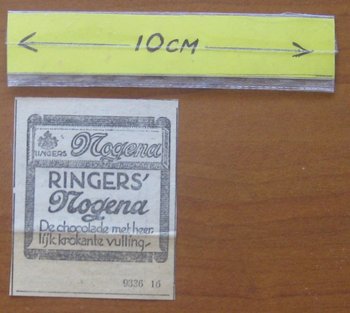 10CM
RINGERS Nogena
RINGERS'
Nogena
De chocolade met heer-
lijk krokante vulling.
9336 16